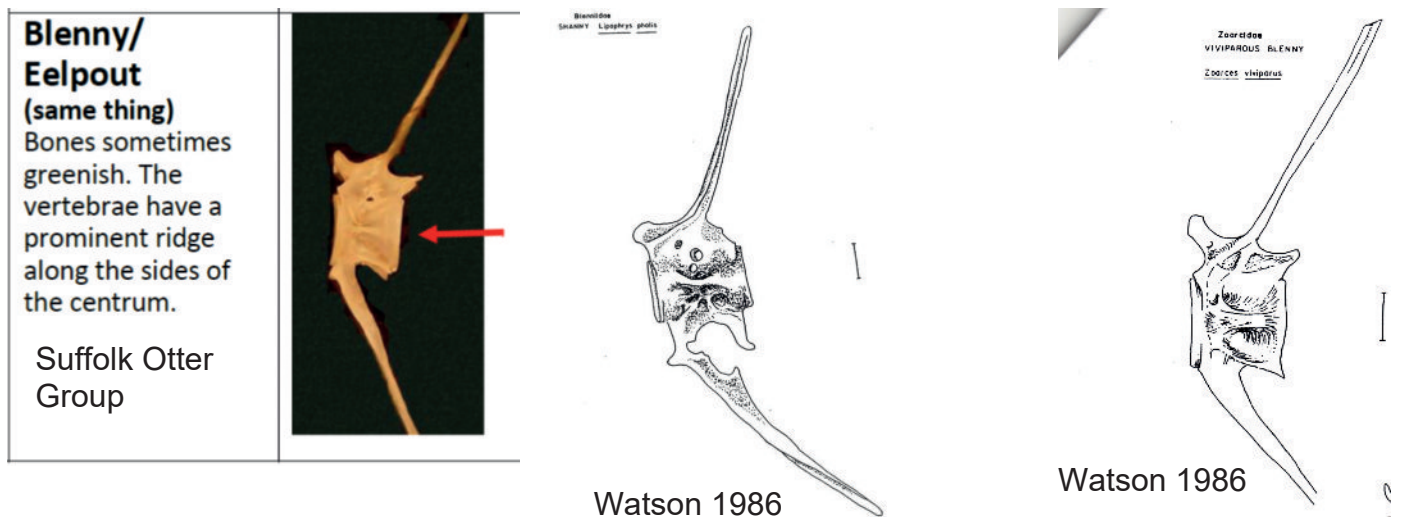 Blenny/
Eelpout
(same thing)
Bones sometimes
greenish. The
vertebrae have a
prominent ridge
along the sides of
the centrum.
Suffolk Otter
Group
Blenniidae
SHANNY Lipophrys pholis
Watson 1986
Zoarcidae
VIVIPAROUS BLENNY
Zoarces viviparus
Watson 1986